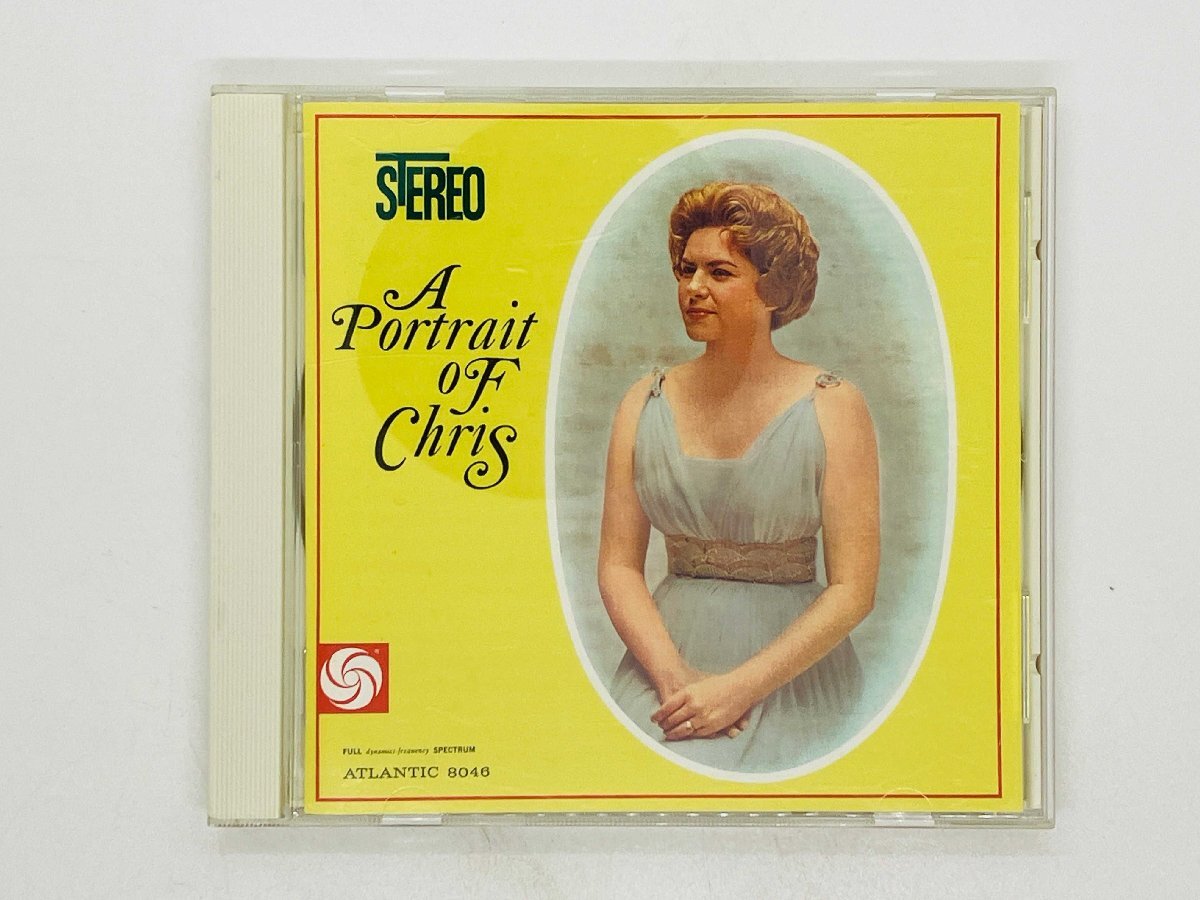 STEREO
A
Portrait
of
Chris
FULL dynamics-frequency SPECTRUM
ATLANTIC 8046